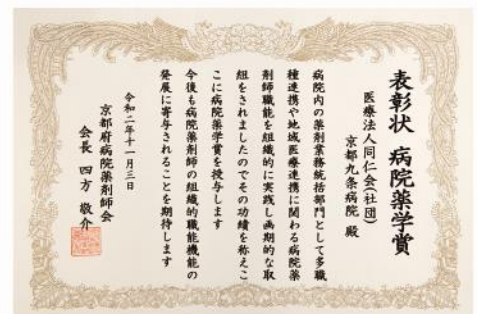 表彰状 病院薬学賞
医療法人同仁会(社団)
京都九条病院 殿
病院内の薬剤業務統括部門として多職
種連携や地域医療連携に関わる病院薬
剤師職能を組織的に実践し画期的な取
組をされましたのでその功績を称えこ
こに病院薬学賞を授与します
今後も病院薬剤師の組織的職能機能の
発展に寄与されることを期待します
令和二年十一月三日
京都府病院薬剤師会
会長 四方 敬介